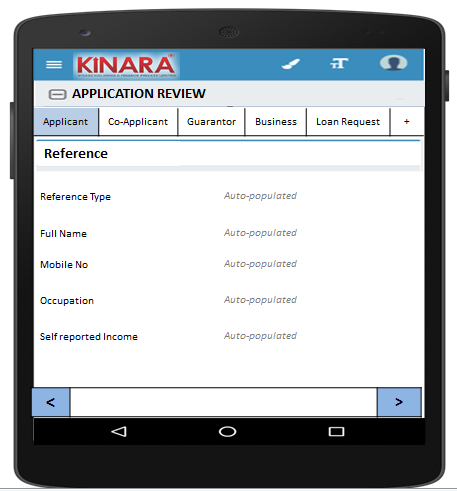 KINARA®
APPLICATION REVIEW
Applicant Co-Applicant Guarantor Business Loan Request +
Reference
Reference Type Auto-populated
Full Name Auto-populated
Mobile No Auto-populated
Occupation Auto-populated
Self reported Income Auto-populated
< >